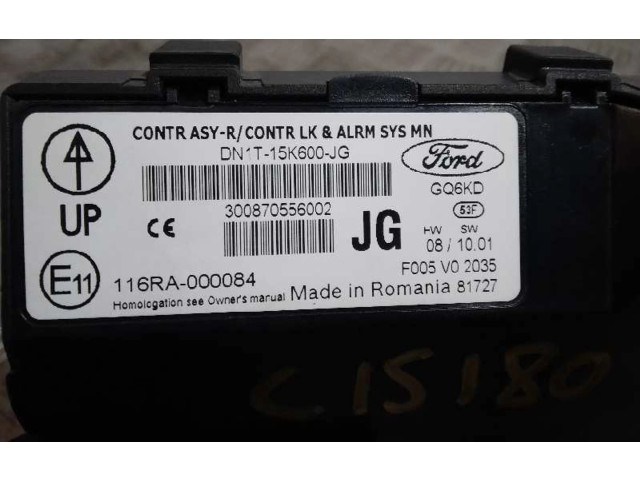 CONTR ASY-R/CONTR LK & ALRM SYS MN
DN1T-15K600-JG
Ford
GQ6KD
UP
CE
300870556002
JG
53F
HW SW
08 / 10.01
E11
116RA-000084
F005 V0 2035
Homolcgation see Owner's manual Made in Romania 81727
C15180